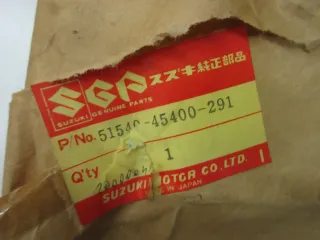 SGP スズキ純正部品
SUZUKI GENUINE PARTS
P/No. 51540-45400-291
Q'ty 1
SUZUKI MOTOR CO.,LTD.
IN JAPAN